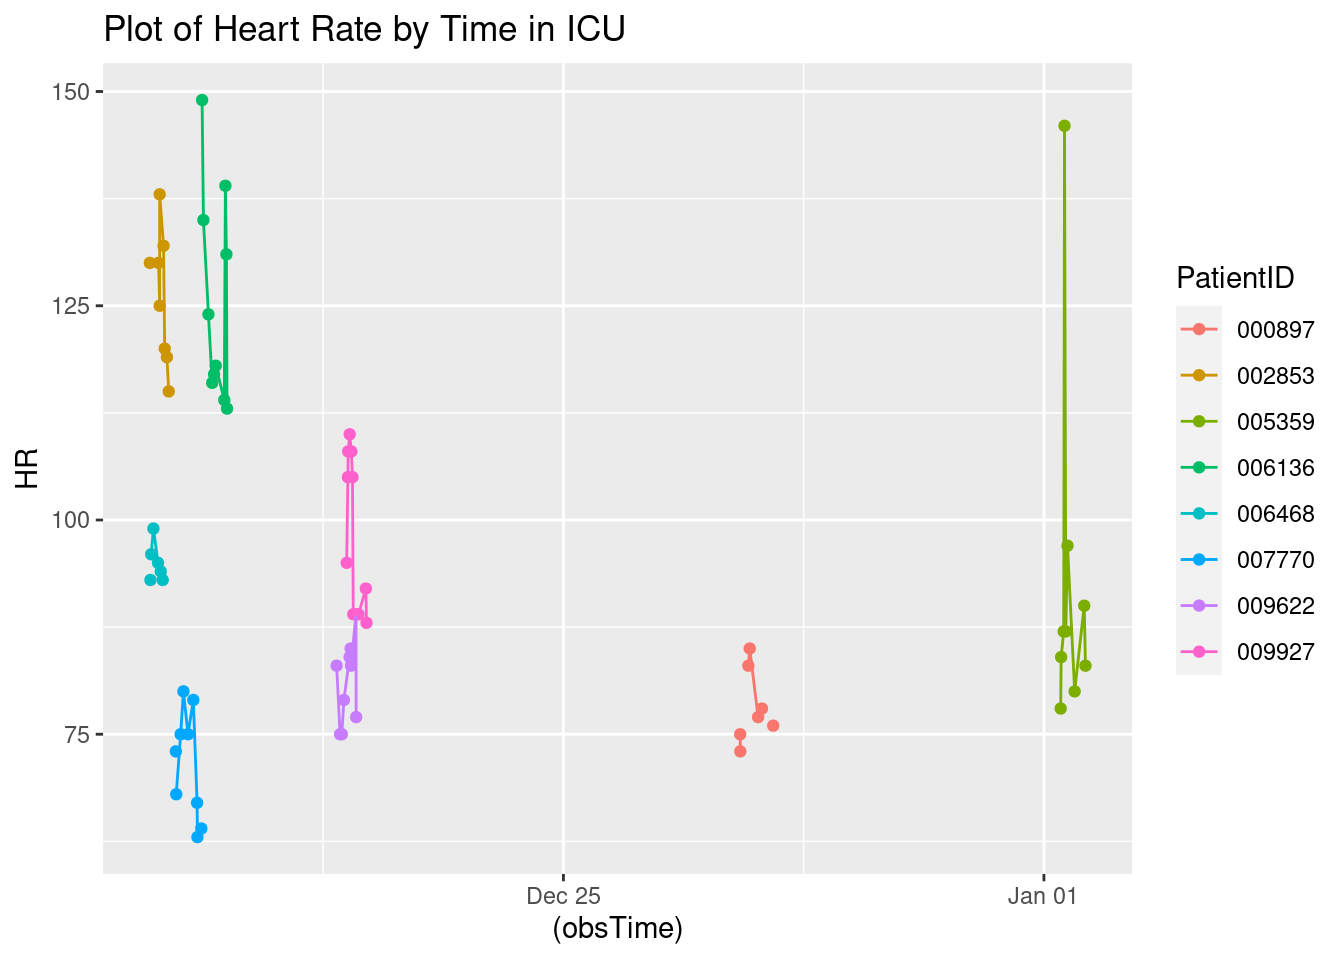 Plot of Heart Rate by Time in ICU
150
125
100
75
HR
Dec 25
Jan 01
(obsTime)
PatientID
000897
002853
005359
006136
006468
007770
009622
009927